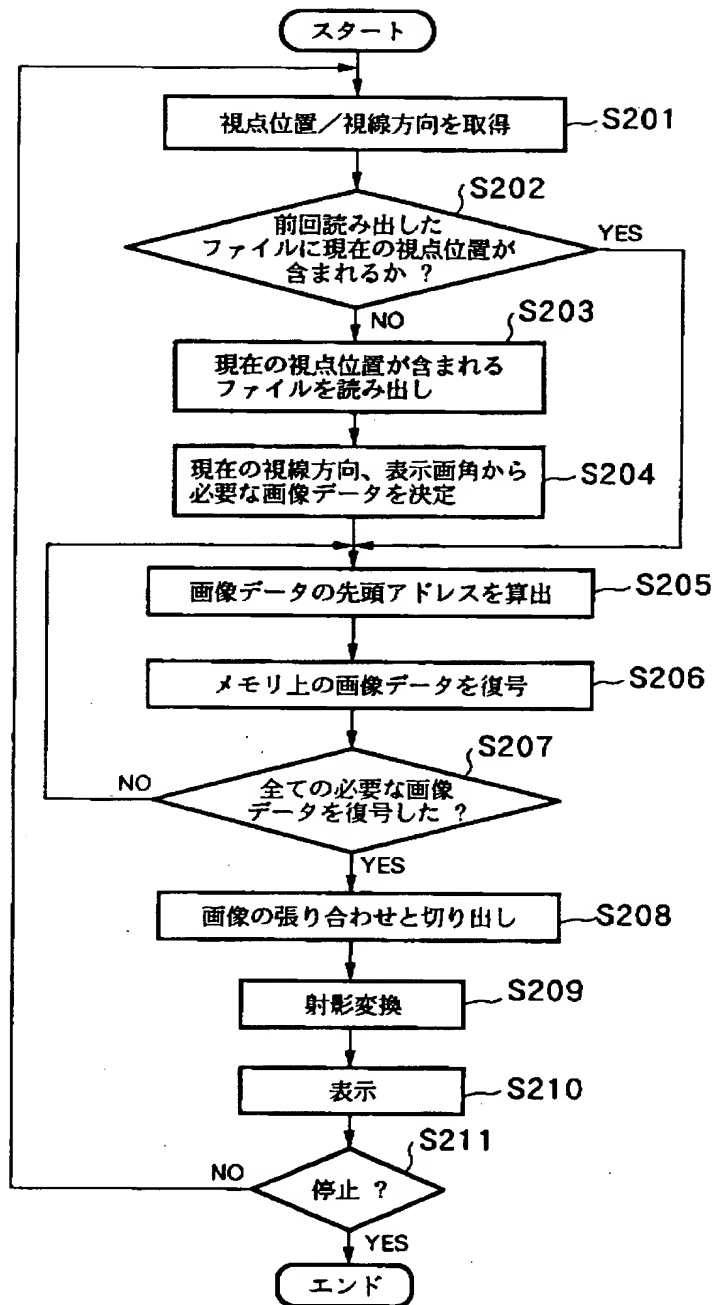 スタート
視点位置／視線方向を取得
S201
S202
前回読み出した
ファイルに現在の視点位置が
含まれるか ?
YES
NO
S203
現在の視点位置が含まれる
ファイルを読み出し
現在の視線方向、表示画角から
必要な画像データを決定
S204
画像データの先頭アドレスを算出
S205
メモリ上の画像データを復号
S206
S207
NO
全ての必要な画像
データを復号した ?
YES
画像の張り合わせと切り出し
S208
射影変換
S209
表示
S210
S211
NO
停止 ?
YES
エンド